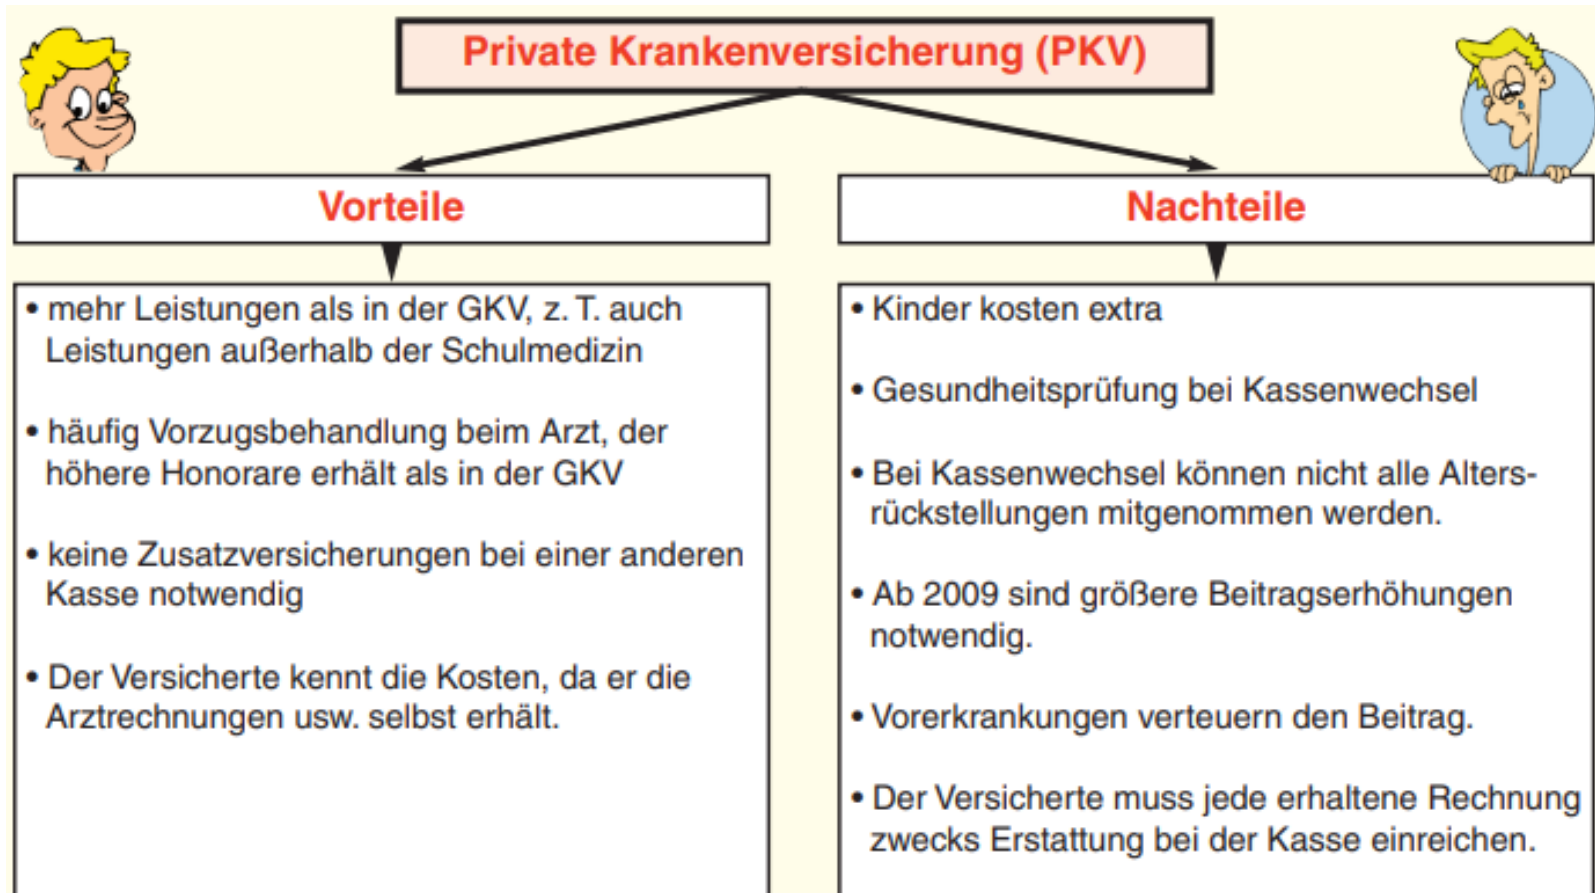 Private Krankenversicherung (PKV)
Vorteile
• mehr Leistungen als in der GKV, z. T. auch
Leistungen außerhalb der Schulmedizin
• häufig Vorzugsbehandlung beim Arzt, der
höhere Honorare erhält als in der GKV
• keine Zusatzversicherungen bei einer anderen
Kasse notwendig
• Der Versicherte kennt die Kosten, da er die
Arztrechnungen usw. selbst erhält.
Nachteile
• Kinder kosten extra
• Gesundheitsprüfung bei Kassenwechsel
• Bei Kassenwechsel können nicht alle Alters-
rückstellungen mitgenommen werden.
• Ab 2009 sind größere Beitragserhöhungen
notwendig.
• Vorerkrankungen verteuern den Beitrag.
• Der Versicherte muss jede erhaltene Rechnung
zwecks Erstattung bei der Kasse einreichen.